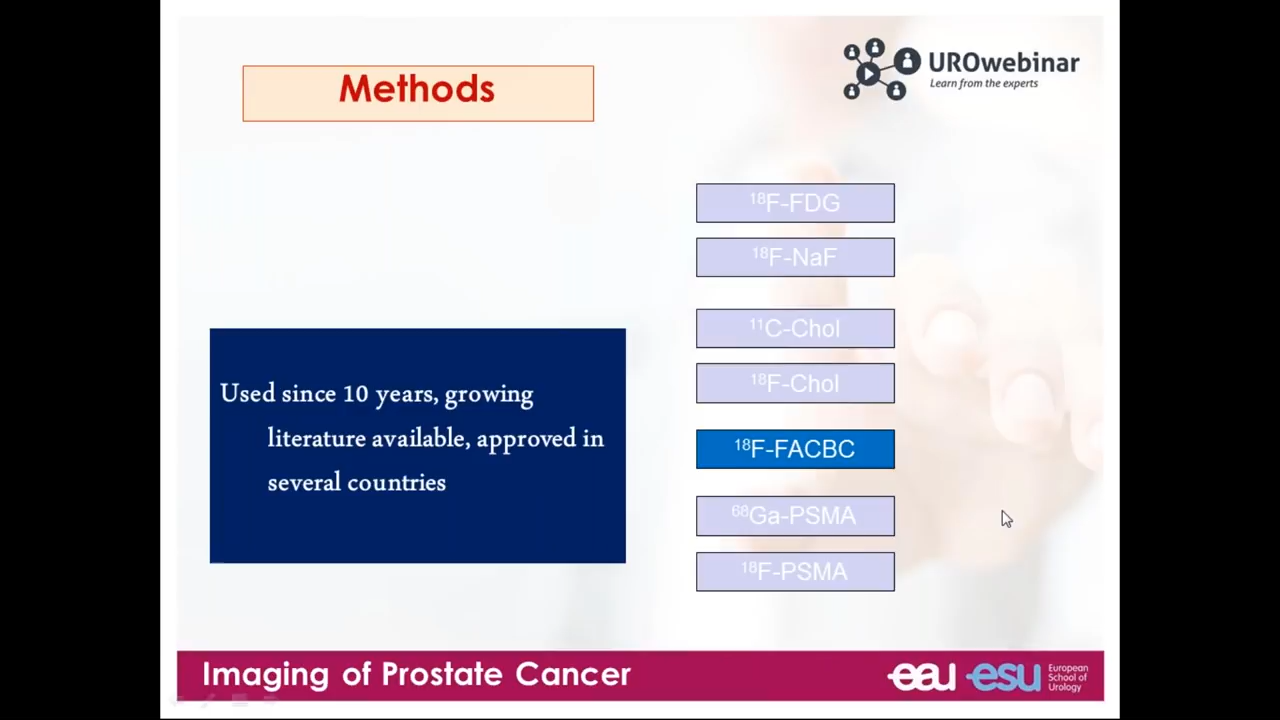 Methods
UROwebinar
Learn from the experts
¹⁸F-FDG
¹⁸F-NaF
¹¹C-Chol
¹⁸F-Chol
¹⁸F-FACBC
⁶⁸Ga-PSMA
¹⁸F-PSMA
Used since 10 years, growing
literature available, approved in
several countries
Imaging of Prostate Cancer
eau esu
European
School of
Urology